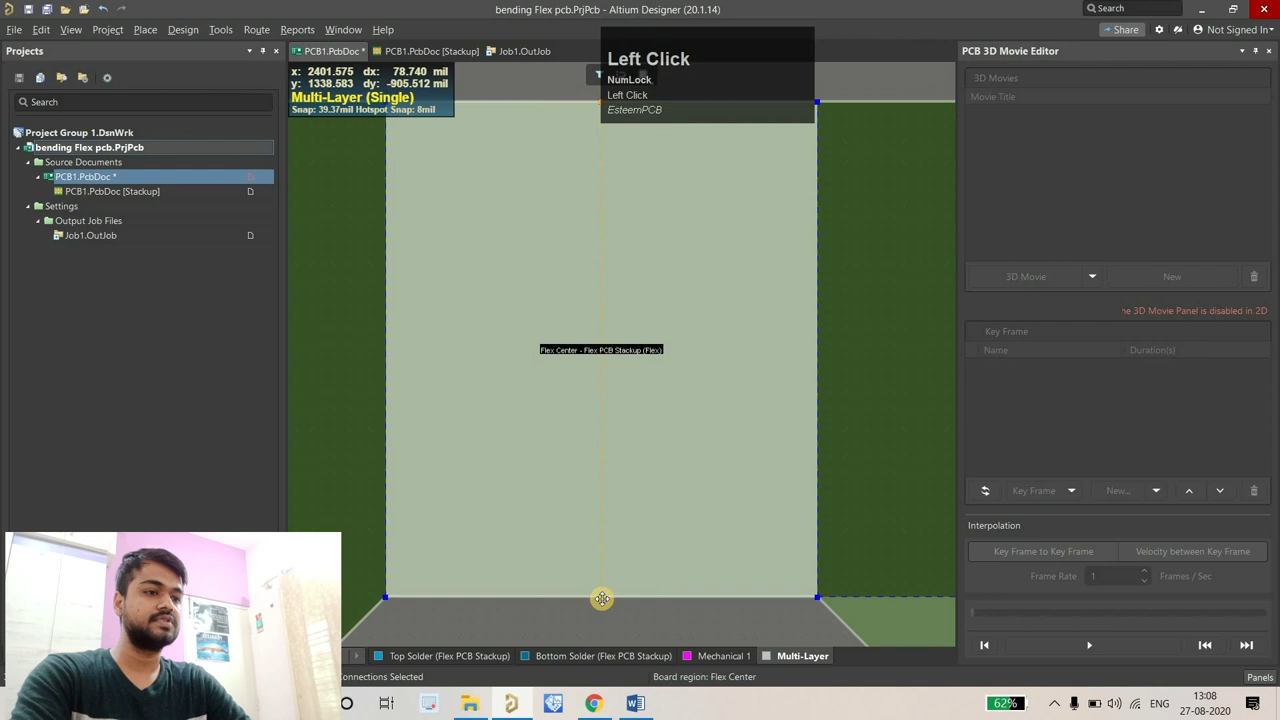 bending Flex pcb.PrjPcb - Altium Designer (20.1.14)
Search
File Edit View Project Place Design Tools Route Reports Window Help
Share
Not Signed In
Projects
PCB1.PcbDoc *
PCB1.PcbDoc [Stackup]
Job1.OutJob
PCB 3D Movie Editor
x: 2401.575 dx: 78.740 mil
y: 1338.583 dy: -905.512 mil
Multi-Layer (Single)
Snap: 39.37mil Hotspot Snap: 8mil
Left Click
NumLock
Left Click
EsteemPCB
Search
Project Group 1.DsnWrk
bending Flex pcb.PrjPcb
Source Documents
PCB1.PcbDoc *
PCB1.PcbDoc [Stackup]
Settings
Output Job Files
Job1.OutJob
Flex Center - Flex PCB Stackup (Flex)
3D Movies
Movie Title
3D Movie
New
he 3D Movie Panel is disabled in 2D
Key Frame
Name Duration(s)
Key Frame
New...
Interpolation
Key Frame to Key Frame
Velocity between Key Frame
Frame Rate 1 Frames / Sec
Top Solder (Flex PCB Stackup)
Bottom Solder (Flex PCB Stackup)
Mechanical 1
Multi-Layer
Connections Selected
Board region: Flex Center
Panels
62%
ENG
13:08
27-08-2020